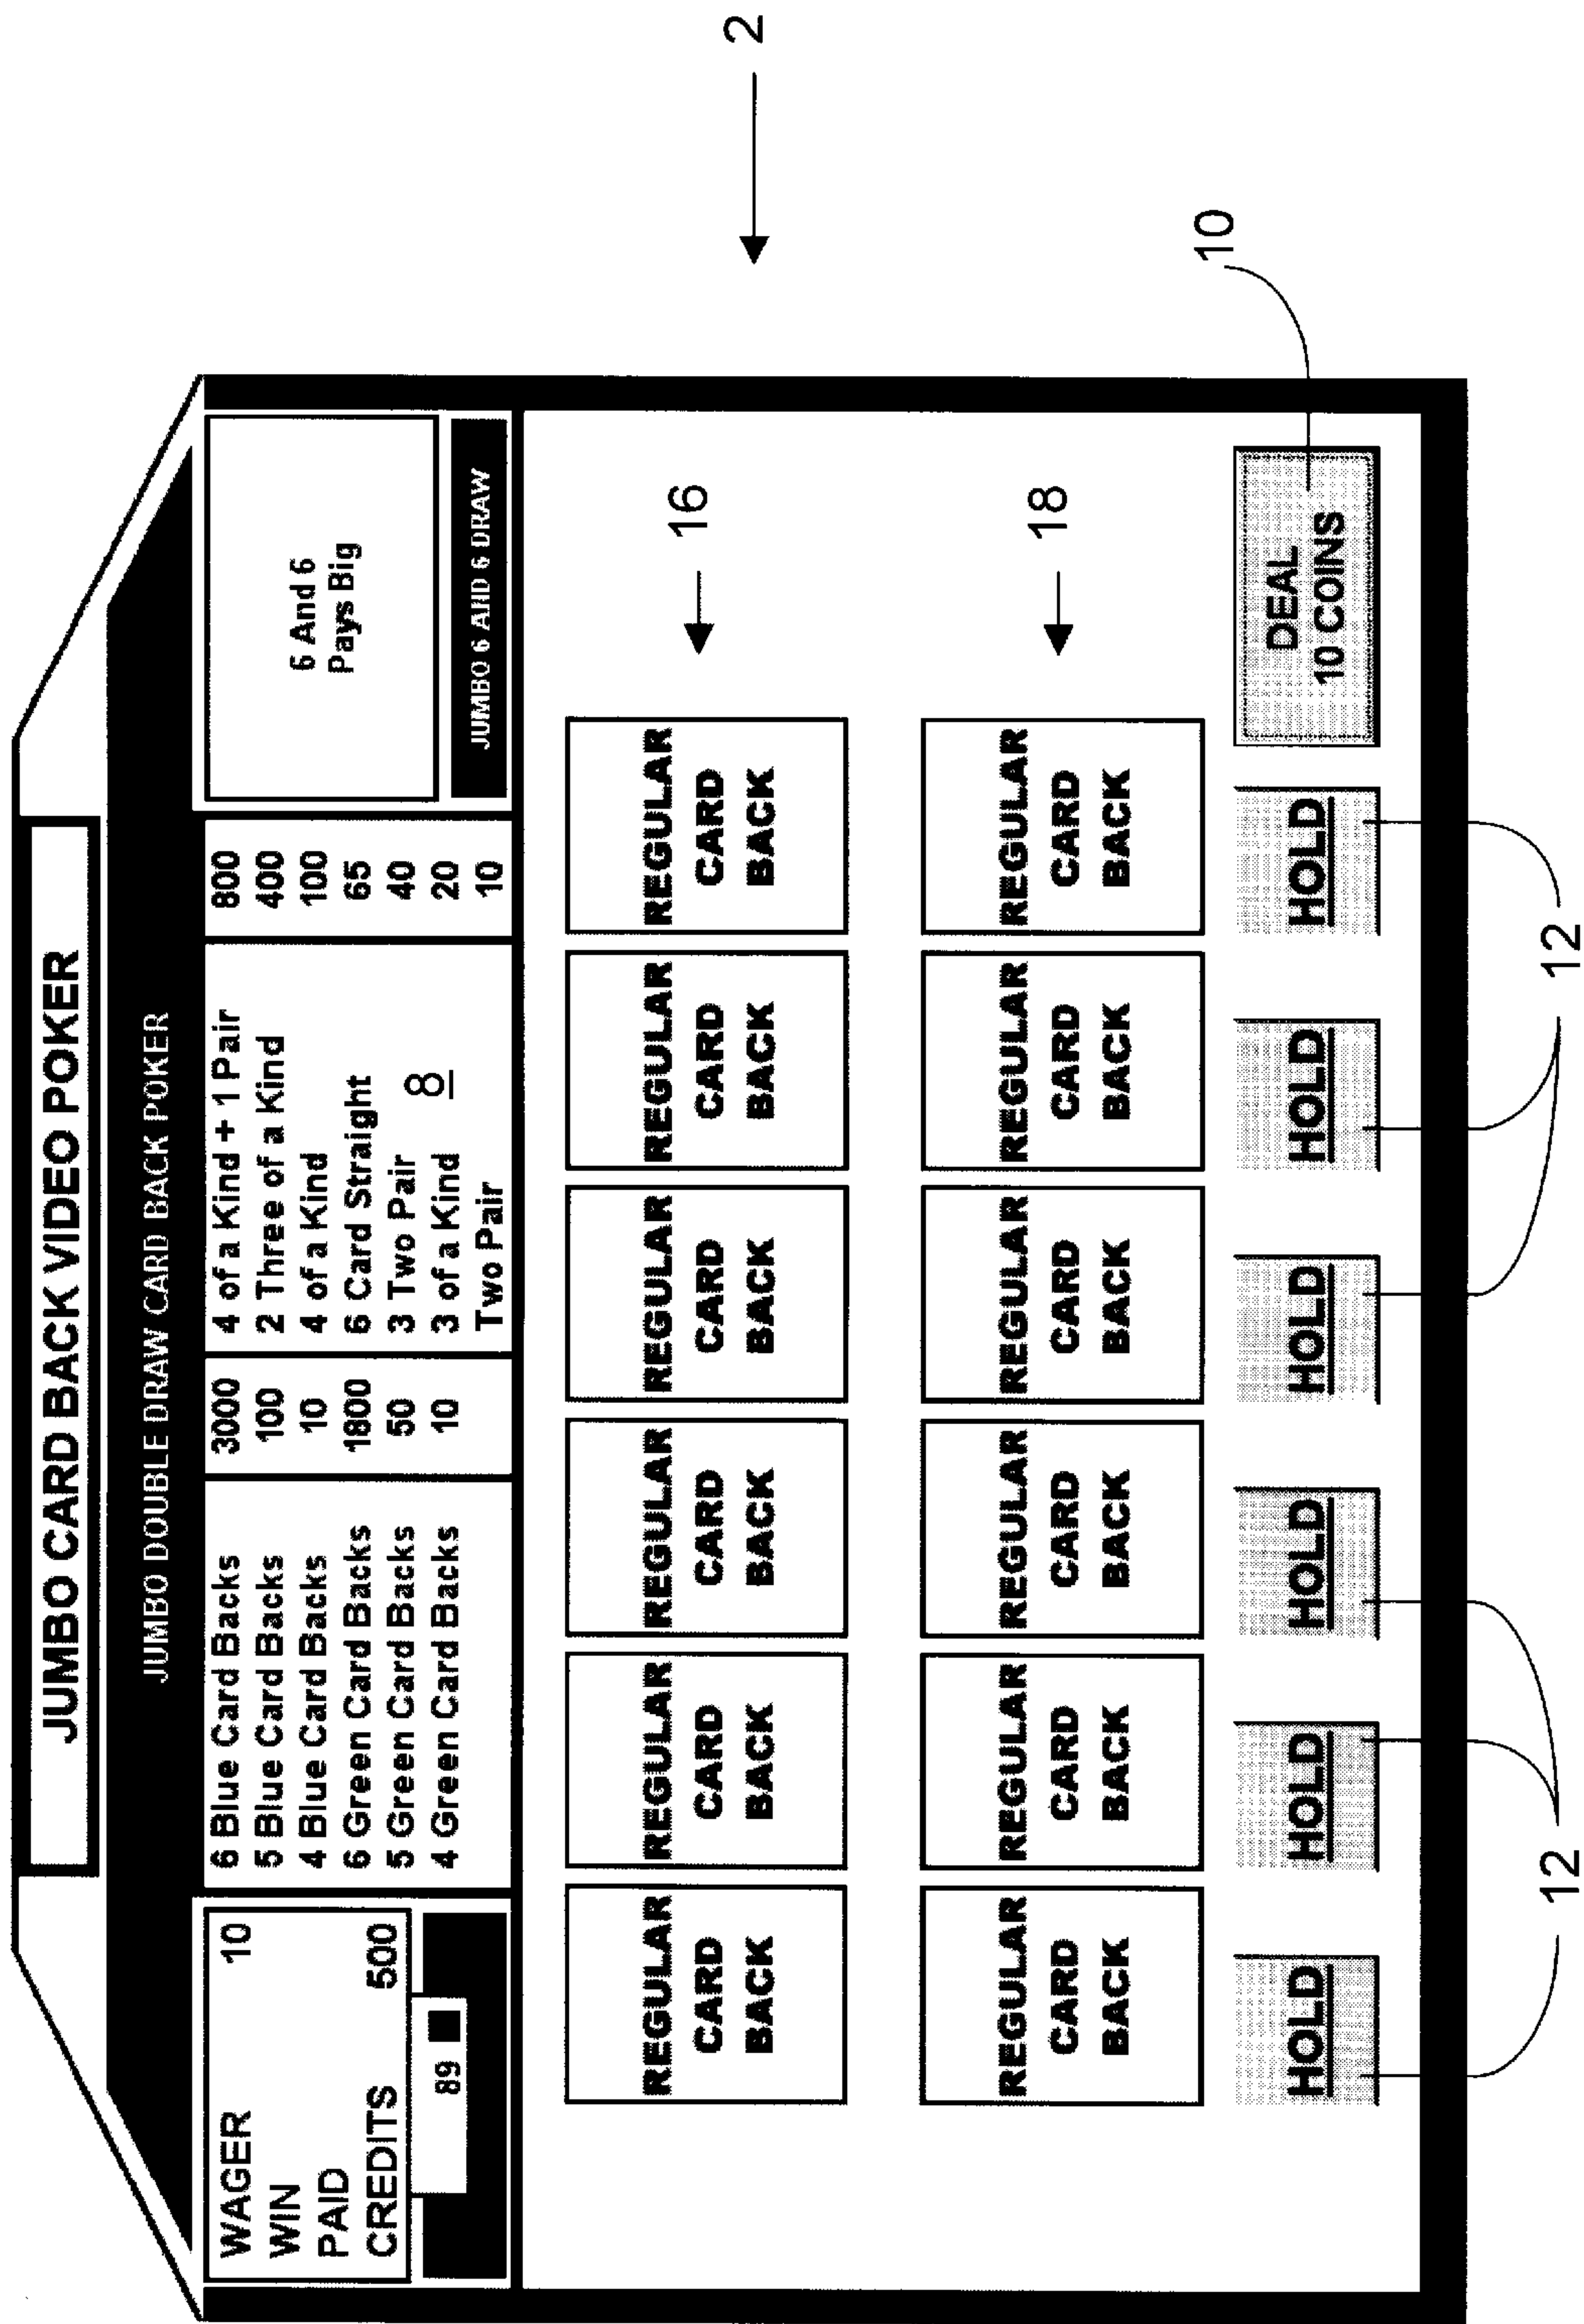 JUMBO CARD BACK VIDEO POKER
JUMBO DOUBLE DRAW CARD BACK POKER
WAGER 10
WIN
PAID
CREDITS 500
89
6 Blue Card Backs 3000
5 Blue Card Backs 100
4 Blue Card Backs 10
6 Green Card Backs 1800
5 Green Card Backs 50
4 Green Card Backs 10
4 of a Kind + 1 Pair 800
2 Three of a Kind 400
4 of a Kind 100
6 Card Straight 65
3 Two Pair 40
3 of a Kind 20
Two Pair 10
8
6 And 6
Pays Big
JUMBO 6 AND 6 DRAW
2
REGULAR REGULAR REGULAR REGULAR REGULAR REGULAR
CARD CARD CARD CARD CARD CARD
BACK BACK BACK BACK BACK BACK
16
REGULAR REGULAR REGULAR REGULAR REGULAR REGULAR
CARD CARD CARD CARD CARD CARD
BACK BACK BACK BACK BACK BACK
18
HOLD HOLD HOLD HOLD HOLD HOLD
DEAL
10 COINS
10
12 12